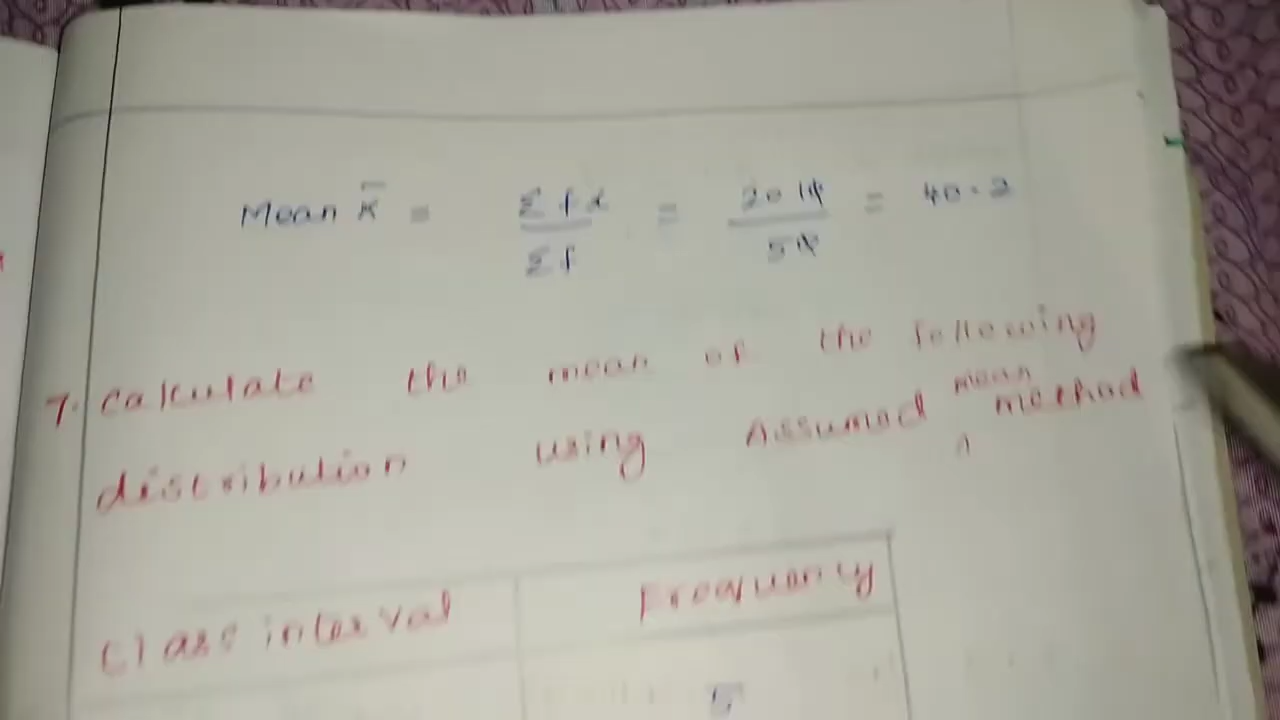 Mean x̄ = Σfx / Σf = 2014 / 54 = 40.2
7. Calculate the mean of the following
distribution using Assumed mean method
Class interval Frequency
5